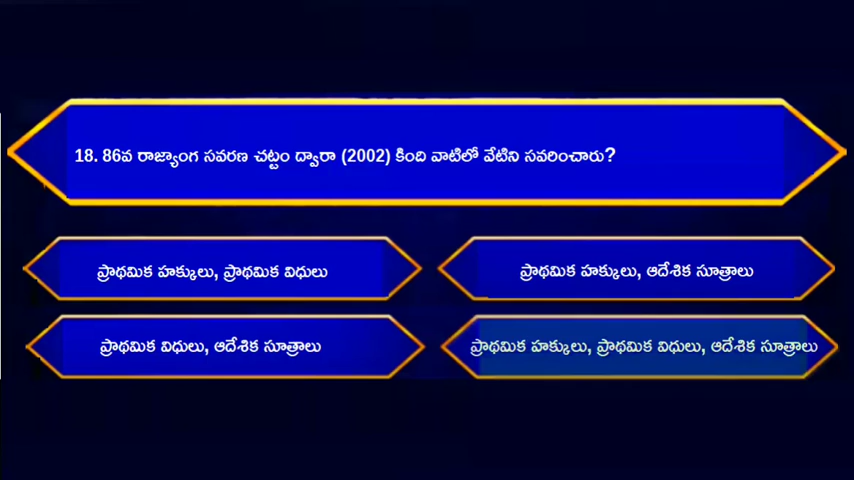 18. 86వ రాజ్యాంగ సవరణ చట్టం ద్వారా (2002) కింది వాటిలో వేటిని సవరించారు?
ప్రాథమిక హక్కులు, ప్రాథమిక విధులు
ప్రాథమిక హక్కులు, ఆదేశిక సూత్రాలు
ప్రాథమిక విధులు, ఆదేశిక సూత్రాలు
ప్రాథమిక హక్కులు, ప్రాథమిక విధులు, ఆదేశిక సూత్రాలు